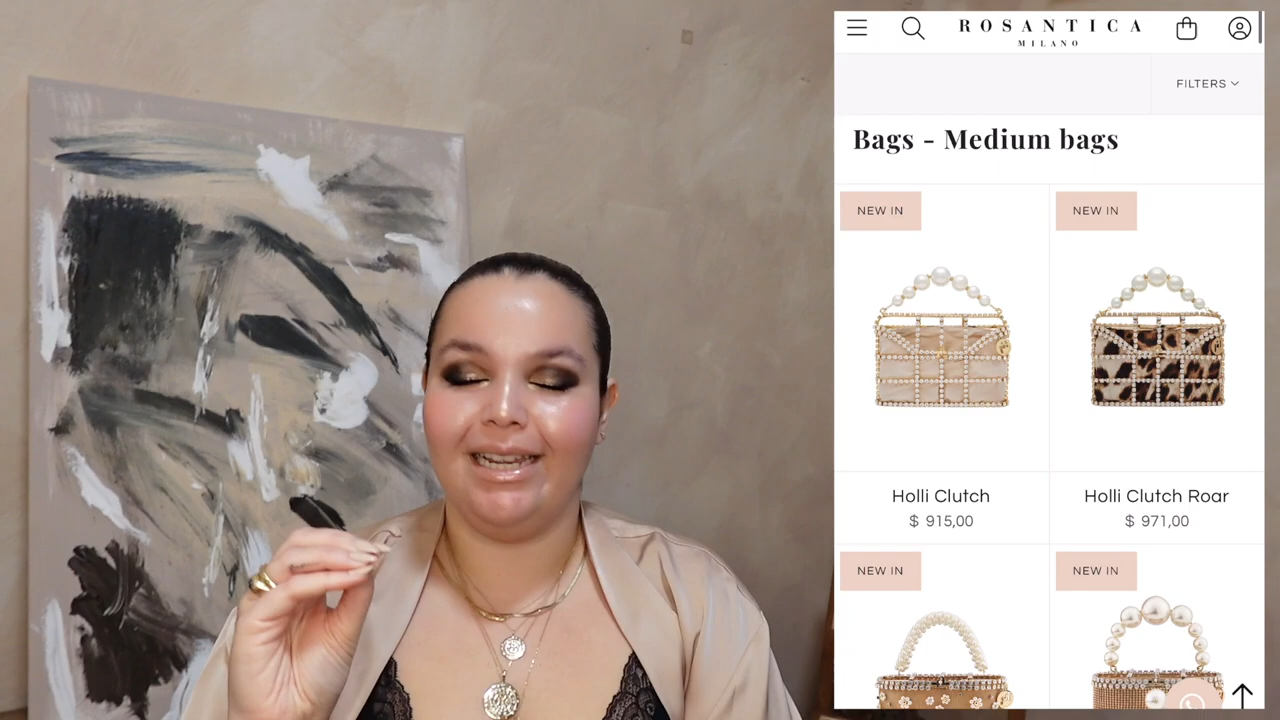 ROSANTICA
MILANO
FILTERS
Bags - Medium bags
NEW IN
NEW IN
Holli Clutch
Holli Clutch Roar
$ 915,00
$ 971,00
NEW IN
NEW IN